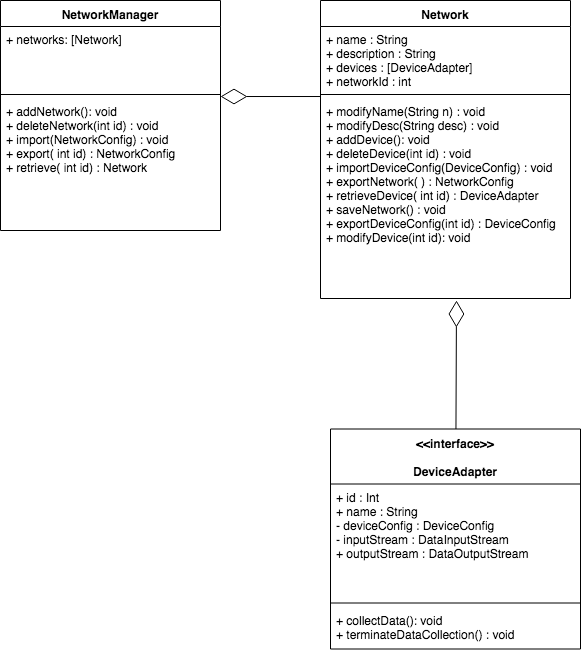 NetworkManager
+ networks: [Network]
+ addNetwork(): void
+ deleteNetwork(int id) : void
+ import(NetworkConfig) : void
+ export( int id) : NetworkConfig
+ retrieve( int id) : Network
Network
+ name : String
+ description : String
+ devices : [DeviceAdapter]
+ networkId : int
+ modifyName(String n) : void
+ modifyDesc(String desc) : void
+ addDevice(): void
+ deleteDevice(int id) : void
+ importDeviceConfig(DeviceConfig) : void
+ exportNetwork( ) : NetworkConfig
+ retrieveDevice( int id) : DeviceAdapter
+ saveNetwork() : void
+ exportDeviceConfig(int id) : DeviceConfig
+ modifyDevice(int id): void
<<interface>>
DeviceAdapter
+ id : Int
+ name : String
- deviceConfig : DeviceConfig
- inputStream : DataInputStream
+ outputStream : DataOutputStream
+ collectData(): void
+ terminateDataCollection() : void